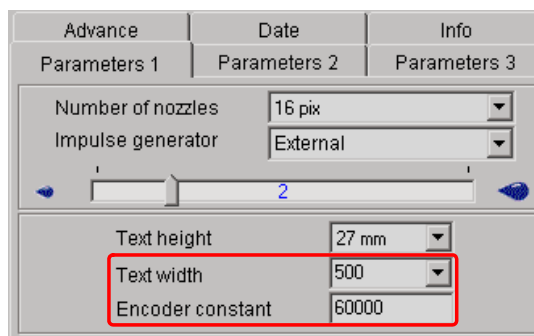 Advance Date Info
Parameters 1 Parameters 2 Parameters 3
Number of nozzles 16 pix
Impulse generator External
2
Text height 27 mm
Text width 500
Encoder constant 60000